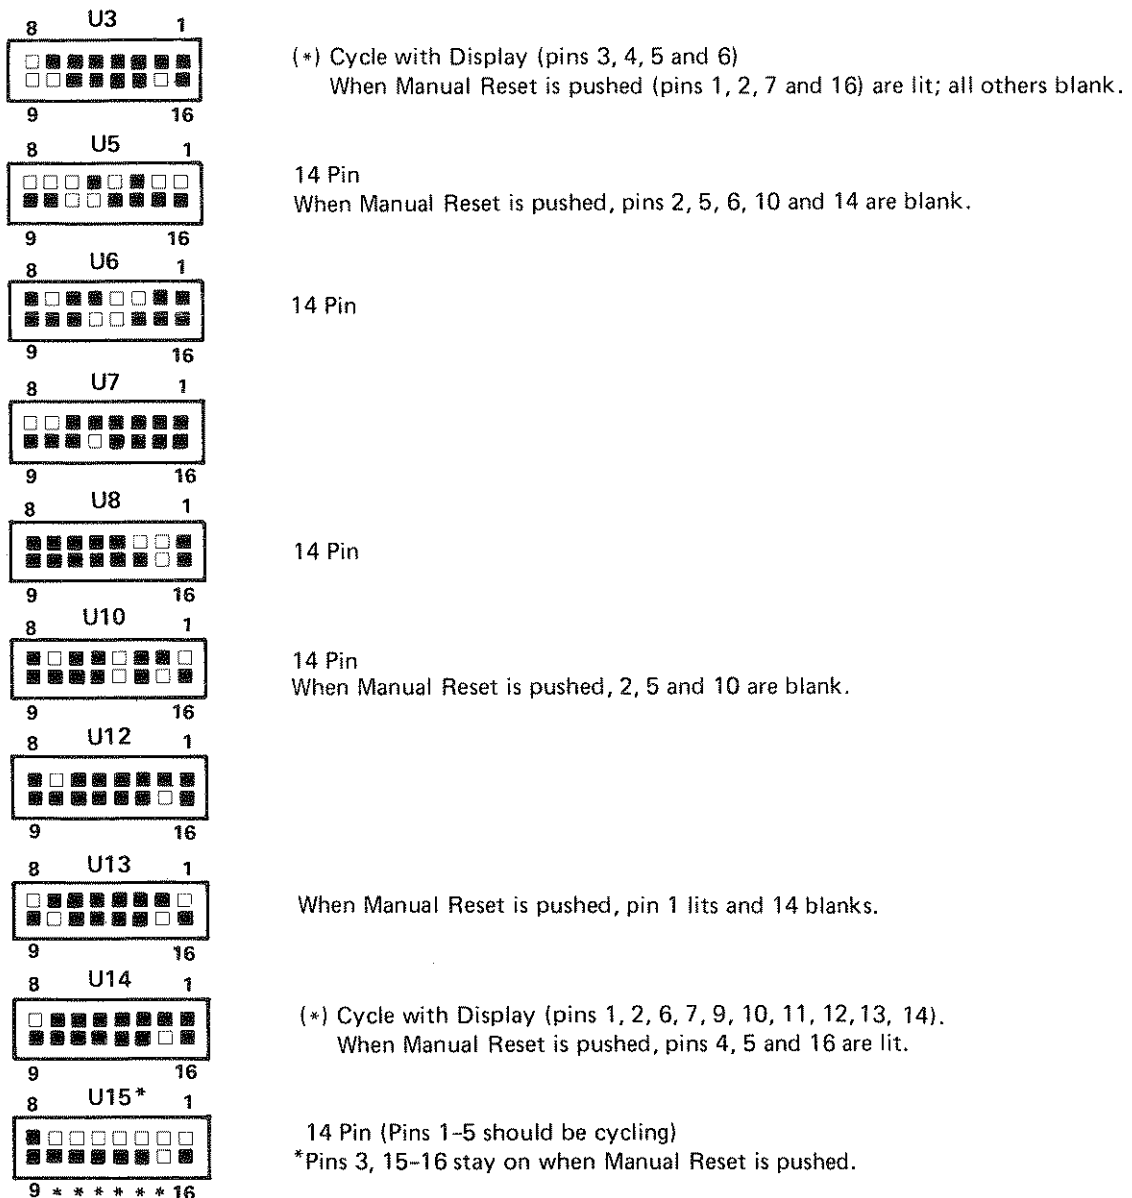 U3
8 1
(*) Cycle with Display (pins 3, 4, 5 and 6)
When Manual Reset is pushed (pins 1, 2, 7 and 16) are lit; all others blank.
9 16
U5
8 1
14 Pin
When Manual Reset is pushed, pins 2, 5, 6, 10 and 14 are blank.
9 16
U6
8 1
14 Pin
9 16
U7
8 1
9 16
U8
8 1
14 Pin
9 16
U10
8 1
14 Pin
When Manual Reset is pushed, 2, 5 and 10 are blank.
9 16
U12
8 1
9 16
U13
8 1
When Manual Reset is pushed, pin 1 lits and 14 blanks.
9 16
U14
8 1
(*) Cycle with Display (pins 1, 2, 6, 7, 9, 10, 11, 12, 13, 14).
When Manual Reset is pushed, pins 4, 5 and 16 are lit.
9 16
U15*
8 1
14 Pin (Pins 1–5 should be cycling)
*Pins 3, 15–16 stay on when Manual Reset is pushed.
9 * * * * * * 16